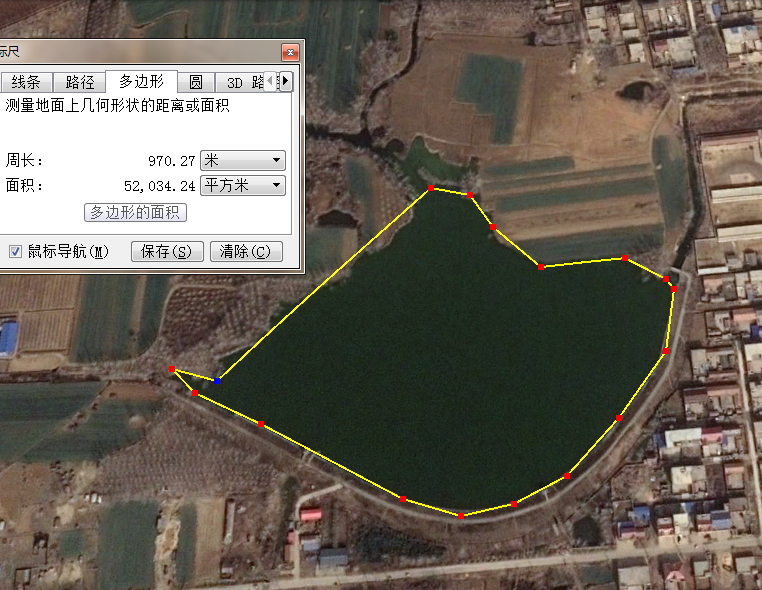 标尺
线条 路径 多边形 圆 3D 路
测量地面上几何形状的距离或面积
周长: 970.27 米
面积: 52,034.24 平方米
多边形的面积
鼠标导航(M) 保存(S) 清除(C)